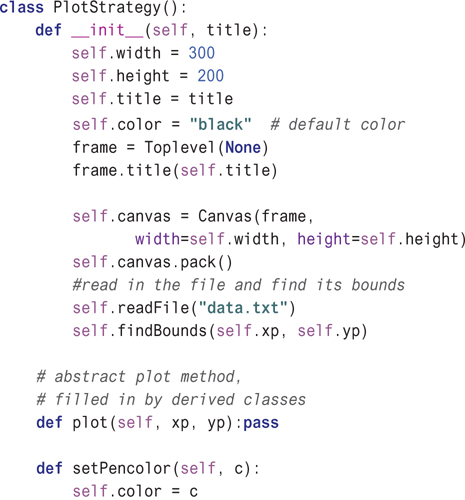 class PlotStrategy():
    def __init__(self, title):
        self.width = 300
        self.height = 200
        self.title = title
        self.color = "black"  # default color
        frame = Toplevel(None)
        frame.title(self.title)

        self.canvas = Canvas(frame,
                width=self.width, height=self.height)
        self.canvas.pack()
        #read in the file and find its bounds
        self.readFile("data.txt")
        self.findBounds(self.xp, self.yp)

    # abstract plot method,
    # filled in by derived classes
    def plot(self, xp, yp):pass

    def setPencolor(self, c):
        self.color = c